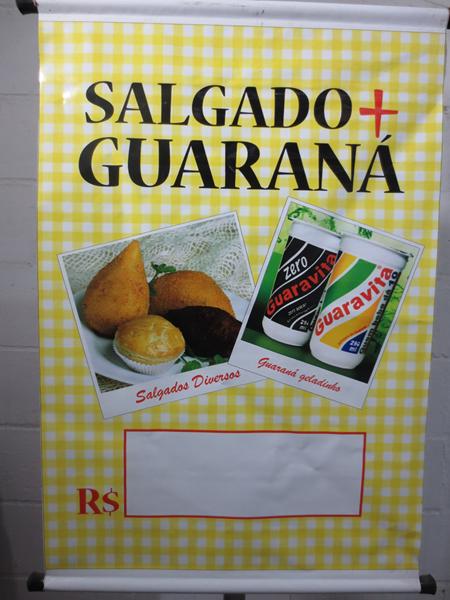 SALGADO +
GUARANÁ
zero
Guaravita
Guaravita
Salgados Diversos
Guaraná geladinho
R$